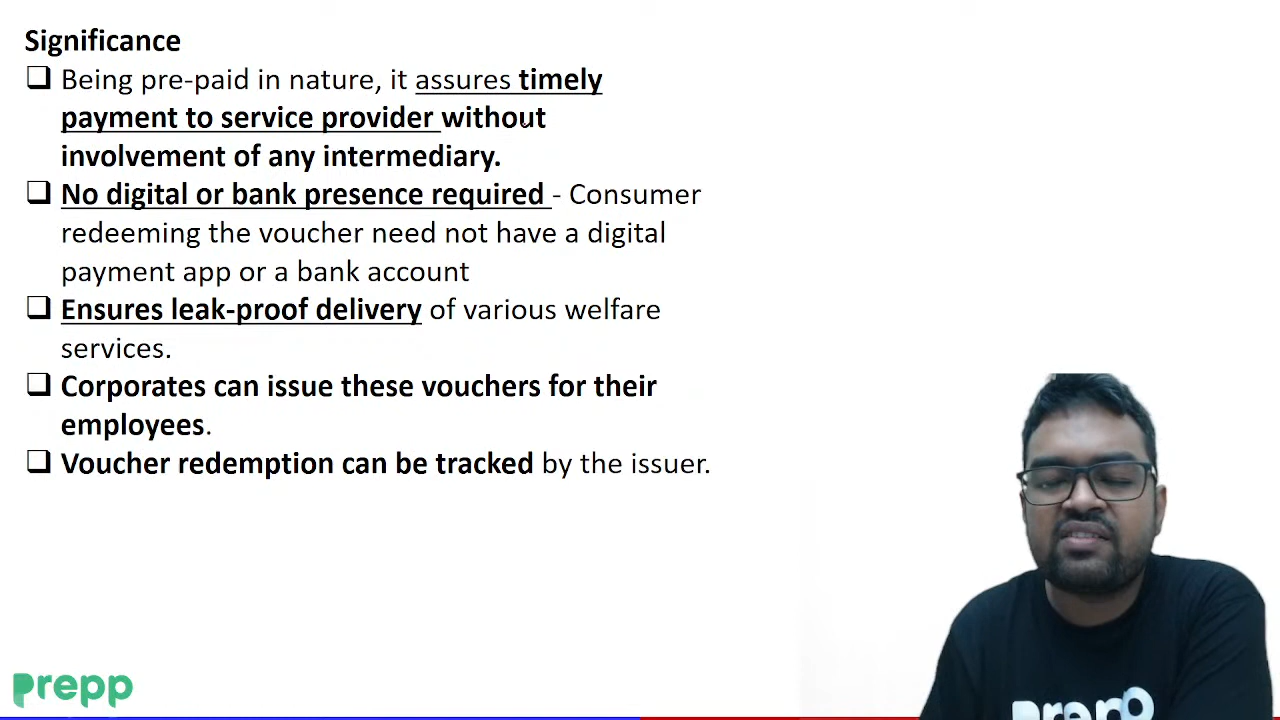 Significance
❑ Being pre-paid in nature, it assures timely
payment to service provider without
involvement of any intermediary.
❑ No digital or bank presence required - Consumer
redeeming the voucher need not have a digital
payment app or a bank account
❑ Ensures leak-proof delivery of various welfare
services.
❑ Corporates can issue these vouchers for their
employees.
❑ Voucher redemption can be tracked by the issuer.
prepp